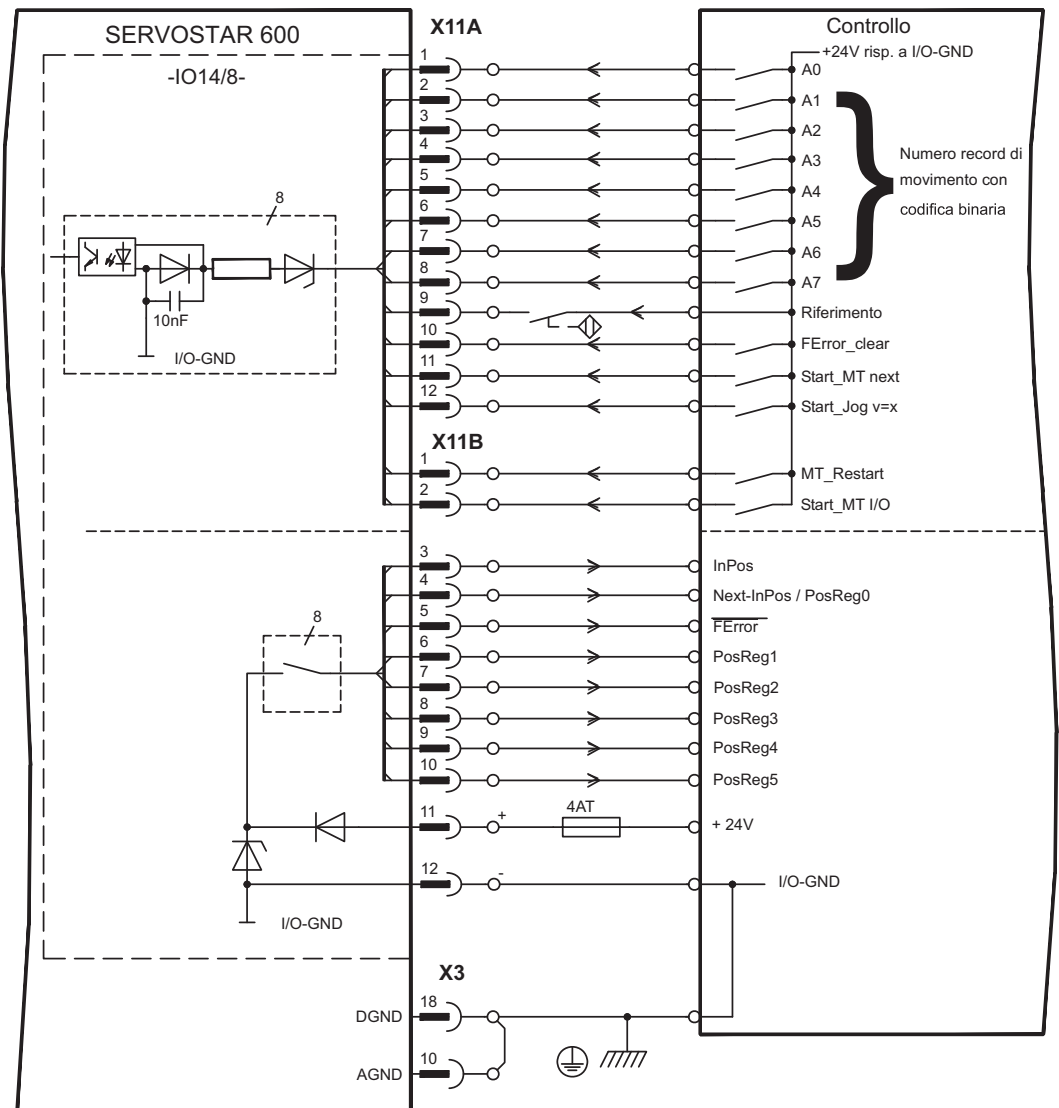 SERVOSTAR 600
-IO14/8-
8
10nF
I/O-GND
X11A
1
2
3
4
5
6
7
8
9
10
11
12
X11B
1
2
Controllo
+24V risp. a I/O-GND
A0
A1
A2
A3
A4
A5
A6
A7
Numero record di
movimento con
codifica binaria
Riferimento
FError_clear
Start_MT next
Start_Jog v=x
MT_Restart
Start_MT I/O
8
I/O-GND
3
4
5
6
7
8
9
10
11
+
4AT
12
-
InPos
Next-InPos / PosReg0
FError
PosReg1
PosReg2
PosReg3
PosReg4
PosReg5
+ 24V
I/O-GND
X3
DGND
18
AGND
10